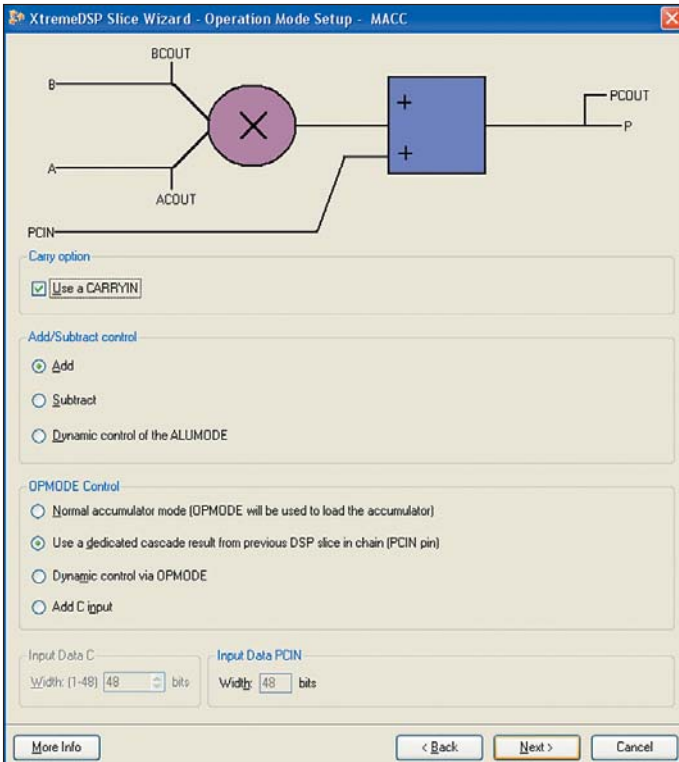 XtremeDSP Slice Wizard - Operation Mode Setup - MACC
BCOUT
B
PCOUT
+
P
+
A
ACOUT
PCIN
Carry option
Use a CARRYIN
Add/Subtract control
Add
Subtract
Dynamic control of the ALUMODE
OPMODE Control
Normal accumulator mode (OPMODE will be used to load the accumulator)
Use a dedicated cascade result from previous DSP slice in chain (PCIN pin)
Dynamic control via OPMODE
Add C input
Input Data C
Width: (1-48) 48 bits
Input Data PCIN
Width: 48 bits
More Info
< Back
Next >
Cancel